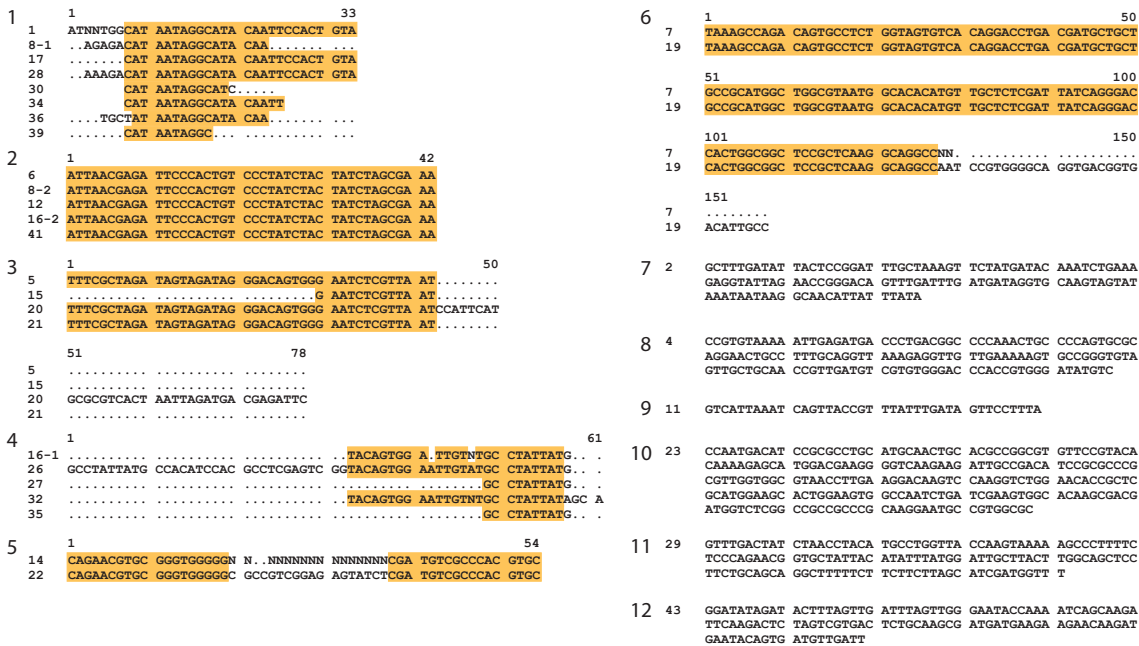 1
1 33
1 ATNNTGGCAT AATAGGCATA CAATTCCACT GTA
8-1 ..AGAGACAT AATAGGCATA CAA.......... ...
17 .......CAT AATAGGCATA CAATTCCACT GTA
28 ..AAAGACAT AATAGGCATA CAATTCCACT GTA
30 CAT AATAGGCATC.....
34 CAT AATAGGCATA CAATT
36 ....TGCTAT AATAGGCATA CAA....... ...
39 .......CAT AATAGGC... .......... ...
2
1 42
6 ATTAACGAGA TTCCCACTGT CCCTATCTAC TATCTAGCGA AA
8-2 ATTAACGAGA TTCCCACTGT CCCTATCTAC TATCTAGCGA AA
12 ATTAACGAGA TTCCCACTGT CCCTATCTAC TATCTAGCGA AA
16-2 ATTAACGAGA TTCCCACTGT CCCTATCTAC TATCTAGCGA AA
41 ATTAACGAGA TTCCCACTGT CCCTATCTAC TATCTAGCGA AA
3
1 50
5 TTTCGCTAGA TAGTAGATAG GGACAGTGGG AATCTCGTTA AT........
15 .......... .......... .........G AATCTCGTTA AT........
20 TTTCGCTAGA TAGTAGATAG GGACAGTGGG AATCTCGTTA ATCCATTCAT
21 TTTCGCTAGA TAGTAGATAG GGACAGTGGG AATCTCGTTA AT........
51 78
5 .......... .......... ........
15 .......... .......... ........
20 GCGCGTCACT AATTAGATGA CGAGATTC
21 .......... .......... ........
4
1 61
16-1 .......... .......... .......... .TACAGTGG A.TTGTNTGC CTATTATG.. .
26 GCCTATTATG CCACATCCAC GCCTCGAGTC GGTACAGTGG AATTGTATGC CTATTATG.. .
27 .......... .......... .......... .......... ........GC CTATTATG.. .
32 .......... .......... .......... ..TACAGTGG AATTGTNTGC CTATTATAGC A
35 .......... .......... .......... .......... ........GC CTATTATG.. .
5
1 54
14 CAGAACGTGC GGGTGGGGGN N..NNNNNNN NNNNNNNCGA TGTCGCCCAC GTGC
22 CAGAACGTGC GGGTGGGGGC GCCGTCGGAG AGTATCTCGA TGTCGCCCAC GTGC
6
1 50
7 TAAAGCCAGA CAGTGCCTCT GGTAGTGTCA CAGGACCTGA CGATGCTGCT
19 TAAAGCCAGA CAGTGCCTCT GGTAGTGTCA CAGGACCTGA CGATGCTGCT
51 100
7 GCCGCATGGC TGGCGTAATG GCACACATGT TGCTCTCGAT TATCAGGGAC
19 GCCGCATGGC TGGCGTAATG GCACACATGT TGCTCTCGAT TATCAGGGAC
101 150
7 CACTGGCGGC TCCGCTCAAG GCAGGCCNN. .......... ..........
19 CACTGGCGGC TCCGCTCAAG GCAGGCCAAT CCGTGGGGCA GGTGACGGTG
151
7 ........
19 ACATTGCC
7 2 GCTTTGATAT TACTCCGGAT TTGCTAAAGT TCTATGATAC AAATCTGAAA
GAGGTATTAG AACCGGGACA GTTTGATTTG ATGATAGGTG CAAGTAGTAT
AAATAATAAG GCAACATTAT TTATA
8 4 CCGTGTAAAA ATTGAGATGA CCCTGACGGC CCCAAACTGC CCCAGTGCGC
AGGAACTGCC TTTGCAGGTT AAAGAGGTTG TTGAAAAAGT GCCGGGTGTA
GTTGCTGCAA CCGTTGATGT CGTGTGGGAC CCACCGTGGG ATATGTC
9 11 GTCATTAAAT CAGTTACCGT TTATTTGATA GTTCCTTTA
10 23 CCAATGACAT CCGCGCCTGC ATGCAACTGC ACGCCGGCGT GTTCCGTACA
CAAAAGAGCA TGGACGAAGG GGTCAAGAAG ATTGCCGACA TCCGCGCCCG
CGTTGGTGGC GTAACCTTGA AGGACAAGTC CAAGGTCTGG AACACCGCTC
GCATGGAAGC ACTGGAAGTG GCCAATCTGA TCGAAGTGGC ACAAGCGACG
ATGGTCTCGG CCGCCGCCCG CAAGGAATGC CGTGGCGC
11 29 GTTTGACTAT CTAACCTACA TGCCTGGTTA CCAAGTAAAA AGCCCTTTTC
TCCCAGAACG GTGCTATTAC ATATTTATGG ATTGCTTACT TGGCAGCTCC
TTCTGCAGCA GGCTTTTTCT TCTTCTTAGC ATCGATGGTT T
12 43 GGATATAGAT ACTTTAGTTG ATTTAGTTGG GAATACCAAA ATCAGCAAGA
TTCAAGACTC TAGTCGTGAC TCTGCAAGCG ATGATGAAGA AGAACAAGAT
GAATACAGTG ATGTTGATT